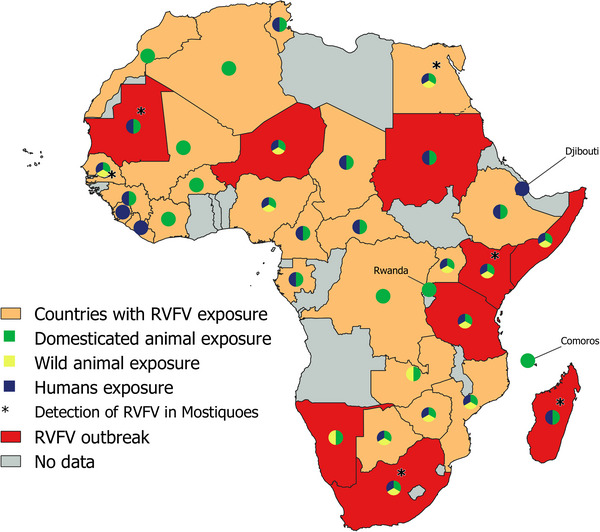 Djibouti
Rwanda
Comoros
Countries with RVFV exposure
Domesticated animal exposure
Wild animal exposure
Humans exposure
* Detection of RVFV in Mostiquoes
RVFV outbreak
No data